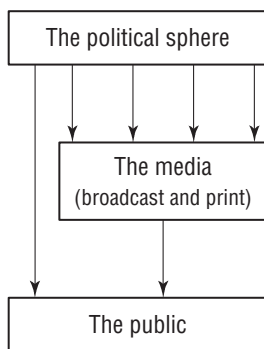 The political sphere
The media
(broadcast and print)
The public